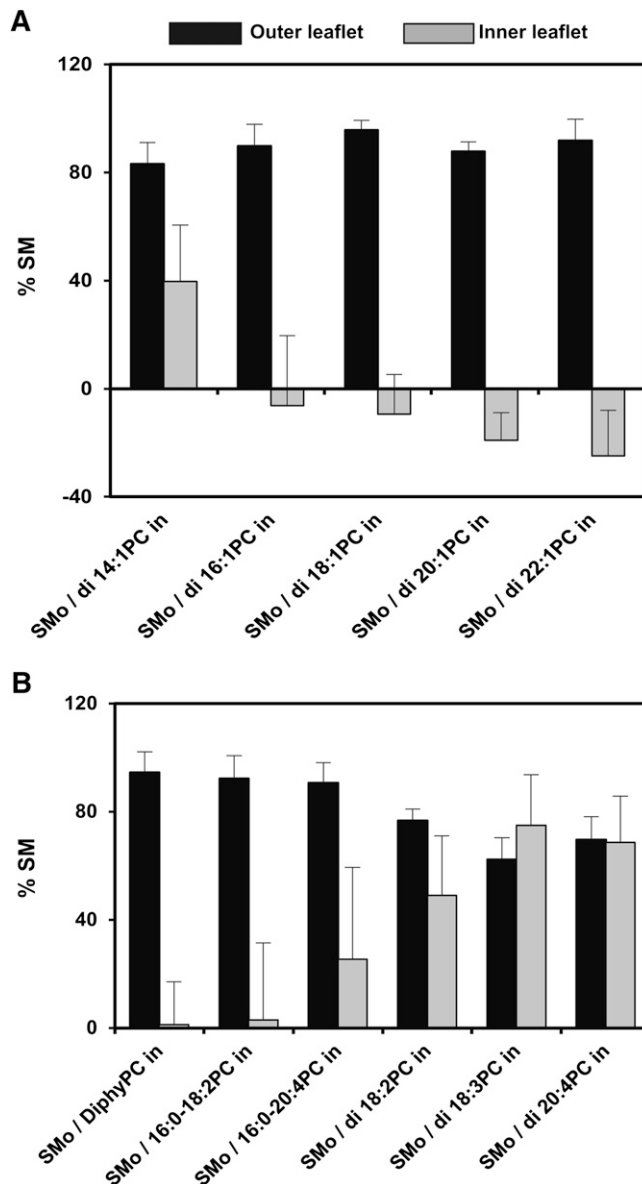 A
Outer leaflet
Inner leaflet
120
80
40
0
-40
% SM
SMo / di 14:1PC in
SMo / di 16:1PC in
SMo / di 18:1PC in
SMo / di 20:1PC in
SMo / di 22:1PC in
B
120
80
40
0
% SM
SMo / DiphyPC in
SMo / 16:0-18:2PC in
SMo / 16:0-20:4PC in
SMo / di 18:2PC in
SMo / di 18:3PC in
SMo / di 20:4PC in